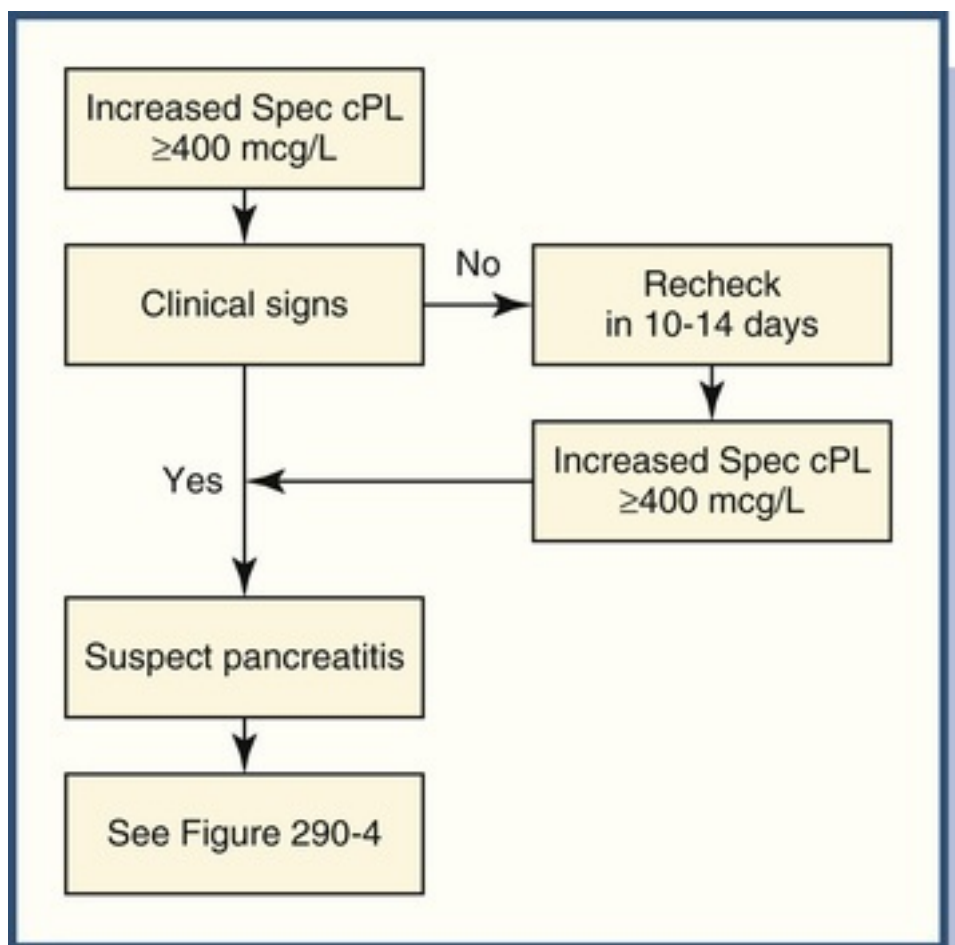 Increased Spec cPL
≥400 mcg/L
Clinical signs
No
Recheck
in 10-14 days
Increased Spec cPL
≥400 mcg/L
Yes
Suspect pancreatitis
See Figure 290-4